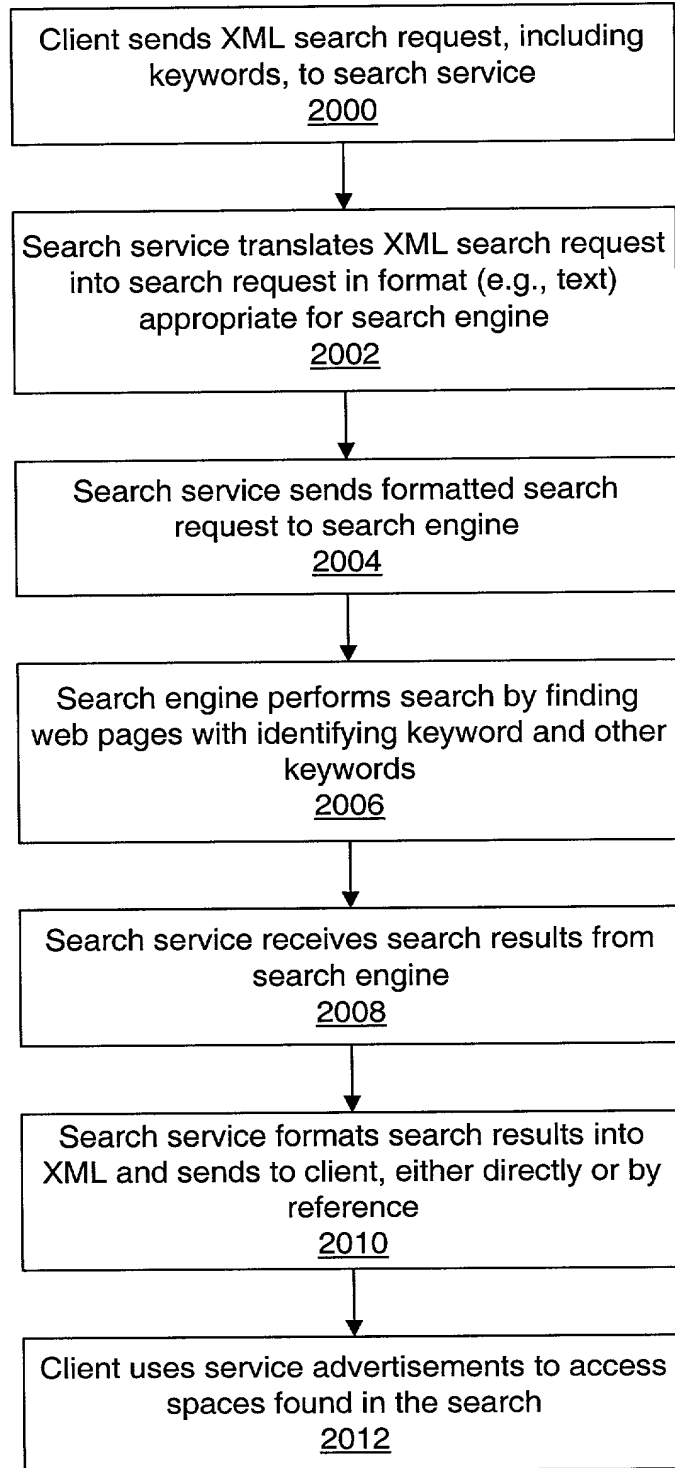 Client sends XML search request, including
keywords, to search service
2000
Search service translates XML search request
into search request in format (e.g., text)
appropriate for search engine
2002
Search service sends formatted search
request to search engine
2004
Search engine performs search by finding
web pages with identifying keyword and other
keywords
2006
Search service receives search results from
search engine
2008
Search service formats search results into
XML and sends to client, either directly or by
reference
2010
Client uses service advertisements to access
spaces found in the search
2012